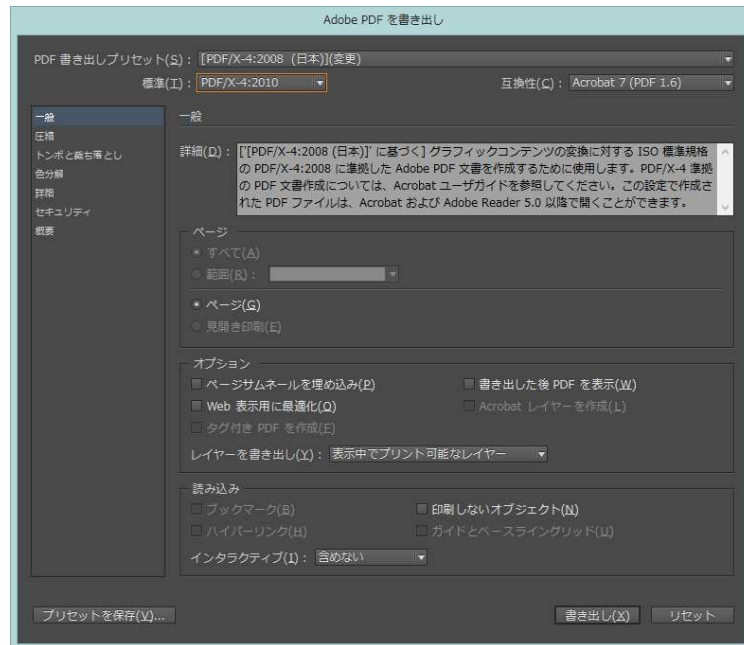 Adobe PDF を書き出し
PDF 書き出しプリセット(S): [PDF/X-4:2008 (日本)](変更)
標準(T): PDF/X-4:2010 互換性(C): Acrobat 7 (PDF 1.6)
一般
圧縮
トンボと裁ち落とし
色分解
詳細
セキュリティ
概要
一般
詳細(D): ['[PDF/X-4:2008 (日本)]' に基づく] グラフィックコンテンツの変換に対する ISO 標準規格
の PDF/X-4:2008 に準拠した Adobe PDF 文書を作成するために使用します。PDF/X-4 準拠
の PDF 文書作成については、Acrobat ユーザガイドを参照してください。この設定で作成さ
れた PDF ファイルは、Acrobat および Adobe Reader 5.0 以降で開くことができます。
ページ
すべて(A)
範囲(R):
ページ(G)
見開き印刷(E)
オプション
ページサムネールを埋め込み(P) 書き出した後 PDF を表示(W)
Web 表示用に最適化(O) Acrobat レイヤーを作成(L)
タグ付き PDF を作成(F)
レイヤーを書き出し(Y): 表示中でプリント可能なレイヤー
読み込み
ブックマーク(B) 印刷しないオブジェクト(N)
ハイパーリンク(H) ガイドとベースライングリッド(U)
インタラクティブ(I): 含めない
プリセットを保存(V)... 書き出し(X) リセット